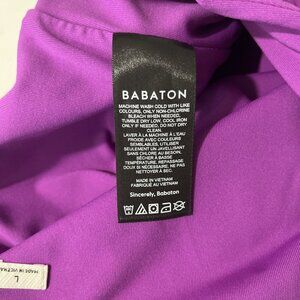 BABATON
MACHINE WASH COLD WITH LIKE
COLOURS, ONLY NON-CHLORINE
BLEACH WHEN NEEDED,
TUMBLE DRY LOW, COOL IRON
ONLY IF NEEDED, DO NOT DRY
CLEAN.
LAVER À LA MACHINE À L'EAU
FROIDE AVEC COULEURS
SEMBLABLES, UTILISER
SEULEMENT UN JAVELLISANT
SANS CHLORE AU BESOIN,
SÉCHER À BASSE
TEMPÉRATURE, REPASSAGE
DOUX SI NÉCESSAIRE. NE PAS
NETTOYER À SEC.
MADE IN VIETNAM
FABRIQUÉ AU VIETNAM
Sincerely, Babaton
L
MADE IN VIETNAM